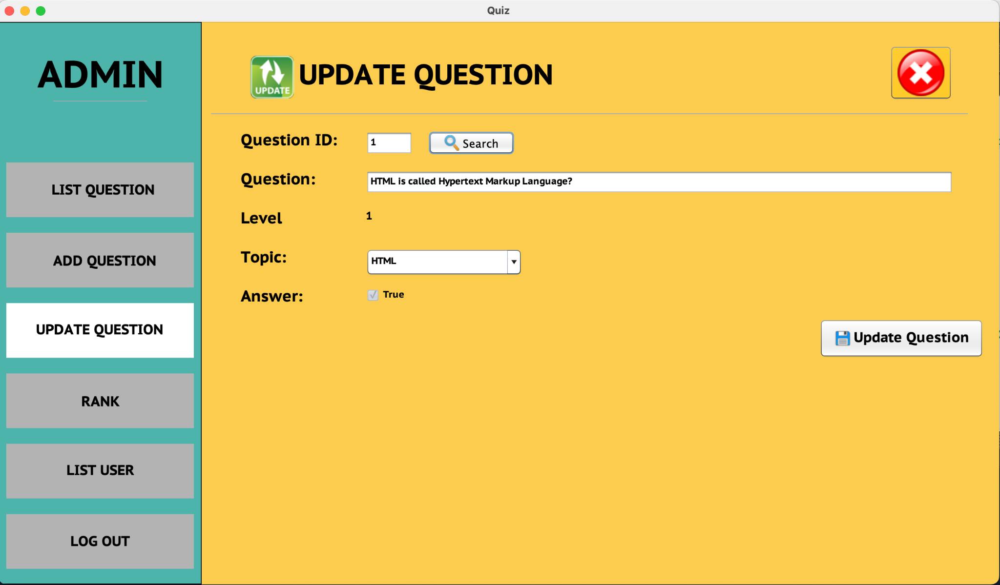 Quiz
ADMIN
LIST QUESTION
ADD QUESTION
UPDATE QUESTION
RANK
LIST USER
LOG OUT
UPDATE
UPDATE QUESTION
Question ID:
1
Search
Question:
HTML is called Hypertext Markup Language?
Level
1
Topic:
HTML
Answer:
True
Update Question